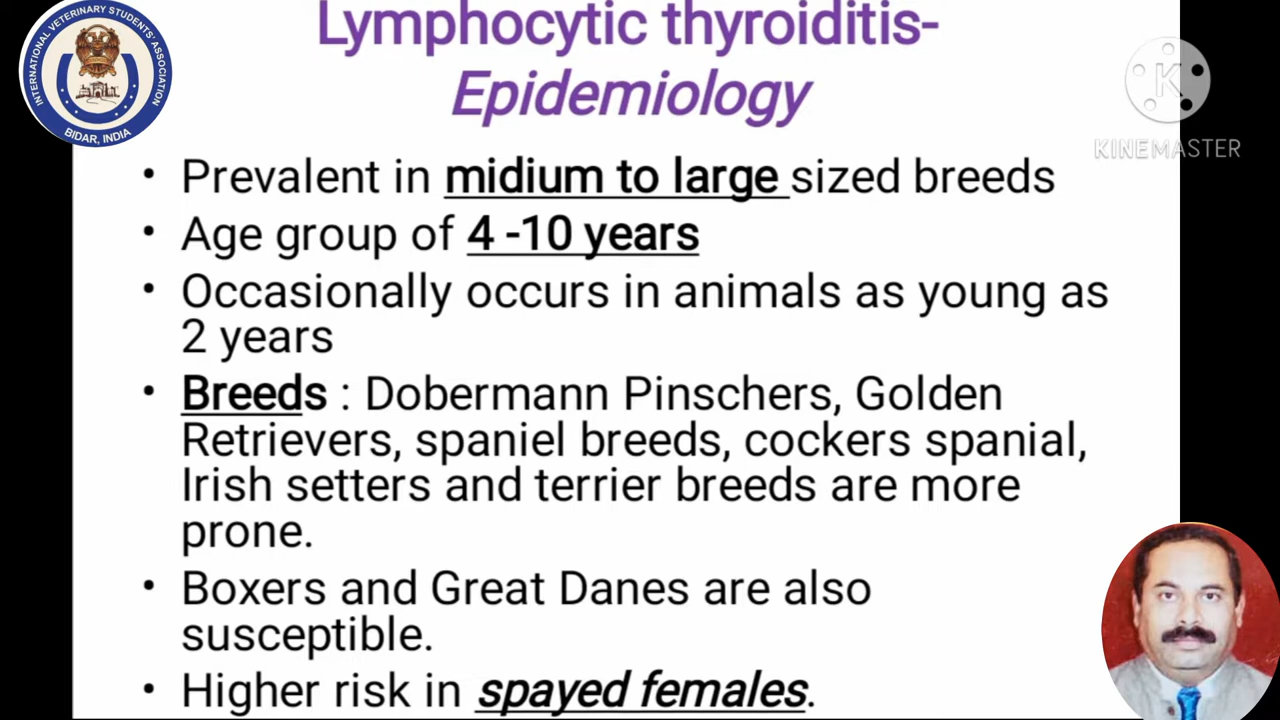 Lymphocytic thyroiditis-
Epidemiology
INTERNATIONAL VETERINARY STUDENTS' ASSOCIATION
BIDAR, INDIA
K
KINEMASTER
• Prevalent in midium to large sized breeds
• Age group of 4 -10 years
• Occasionally occurs in animals as young as
2 years
• Breeds : Dobermann Pinschers, Golden
Retrievers, spaniel breeds, cockers spanial,
Irish setters and terrier breeds are more
prone.
• Boxers and Great Danes are also
susceptible.
• Higher risk in spayed females.